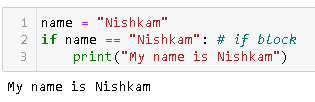 1 name = "Nishkam"
2 if name == "Nishkam": # if block
3     print("My name is Nishkam")
My name is Nishkam